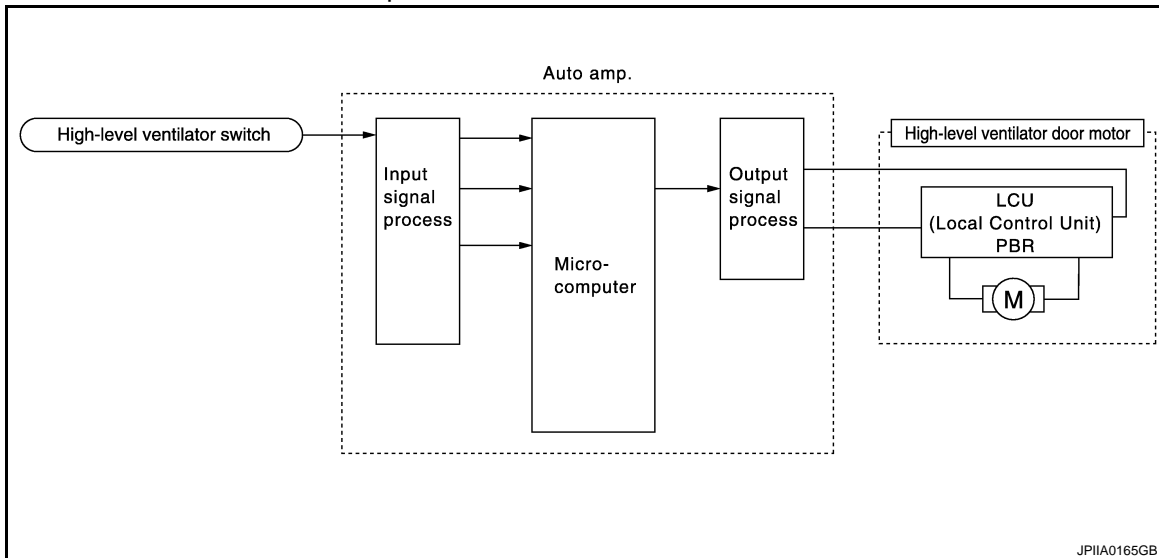 Auto amp.
High-level ventilator switch
High-level ventilator door motor
Input
signal
process
Micro-
computer
Output
signal
process
LCU
(Local Control Unit)
PBR
M
JPIIA0165GB